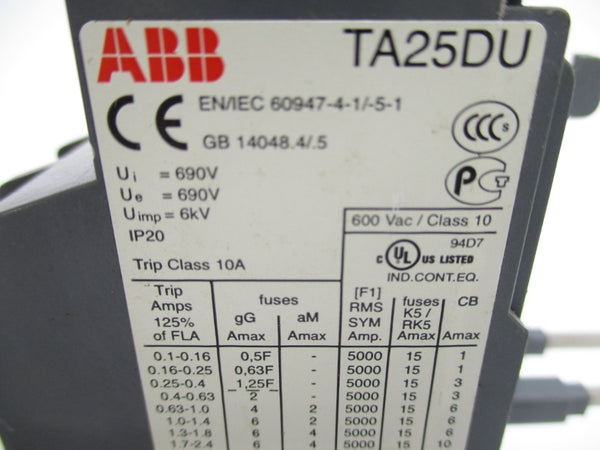 ABB TA25DU
CE EN/IEC 60947-4-1/-5-1
GB 14048.4/.5
CCC S
Ui = 690V
Ue = 690V
Uimp = 6kV
IP20
Trip Class 10A
600 Vac / Class 10
94D7
C UL US LISTED
IND.CONT.EQ.
Trip Amps 125% of FLA
fuses
gG Amax
aM Amax
[F1] RMS SYM Amp.
fuses K5 / RK5 Amax
CB Amax
0.1-0.16 0,5F - 5000 15 1
0.16-0.25 0,63F - 5000 15 1
0.25-0.4 1,25F - 5000 15 3
0.4-0.63 2 - 5000 15 3
0.63-1.0 4 2 5000 15 6
1.0-1.4 6 2 5000 15 6
1.3-1.8 6 4 5000 15 6
1.7-2.4 6 4 5000 15 10